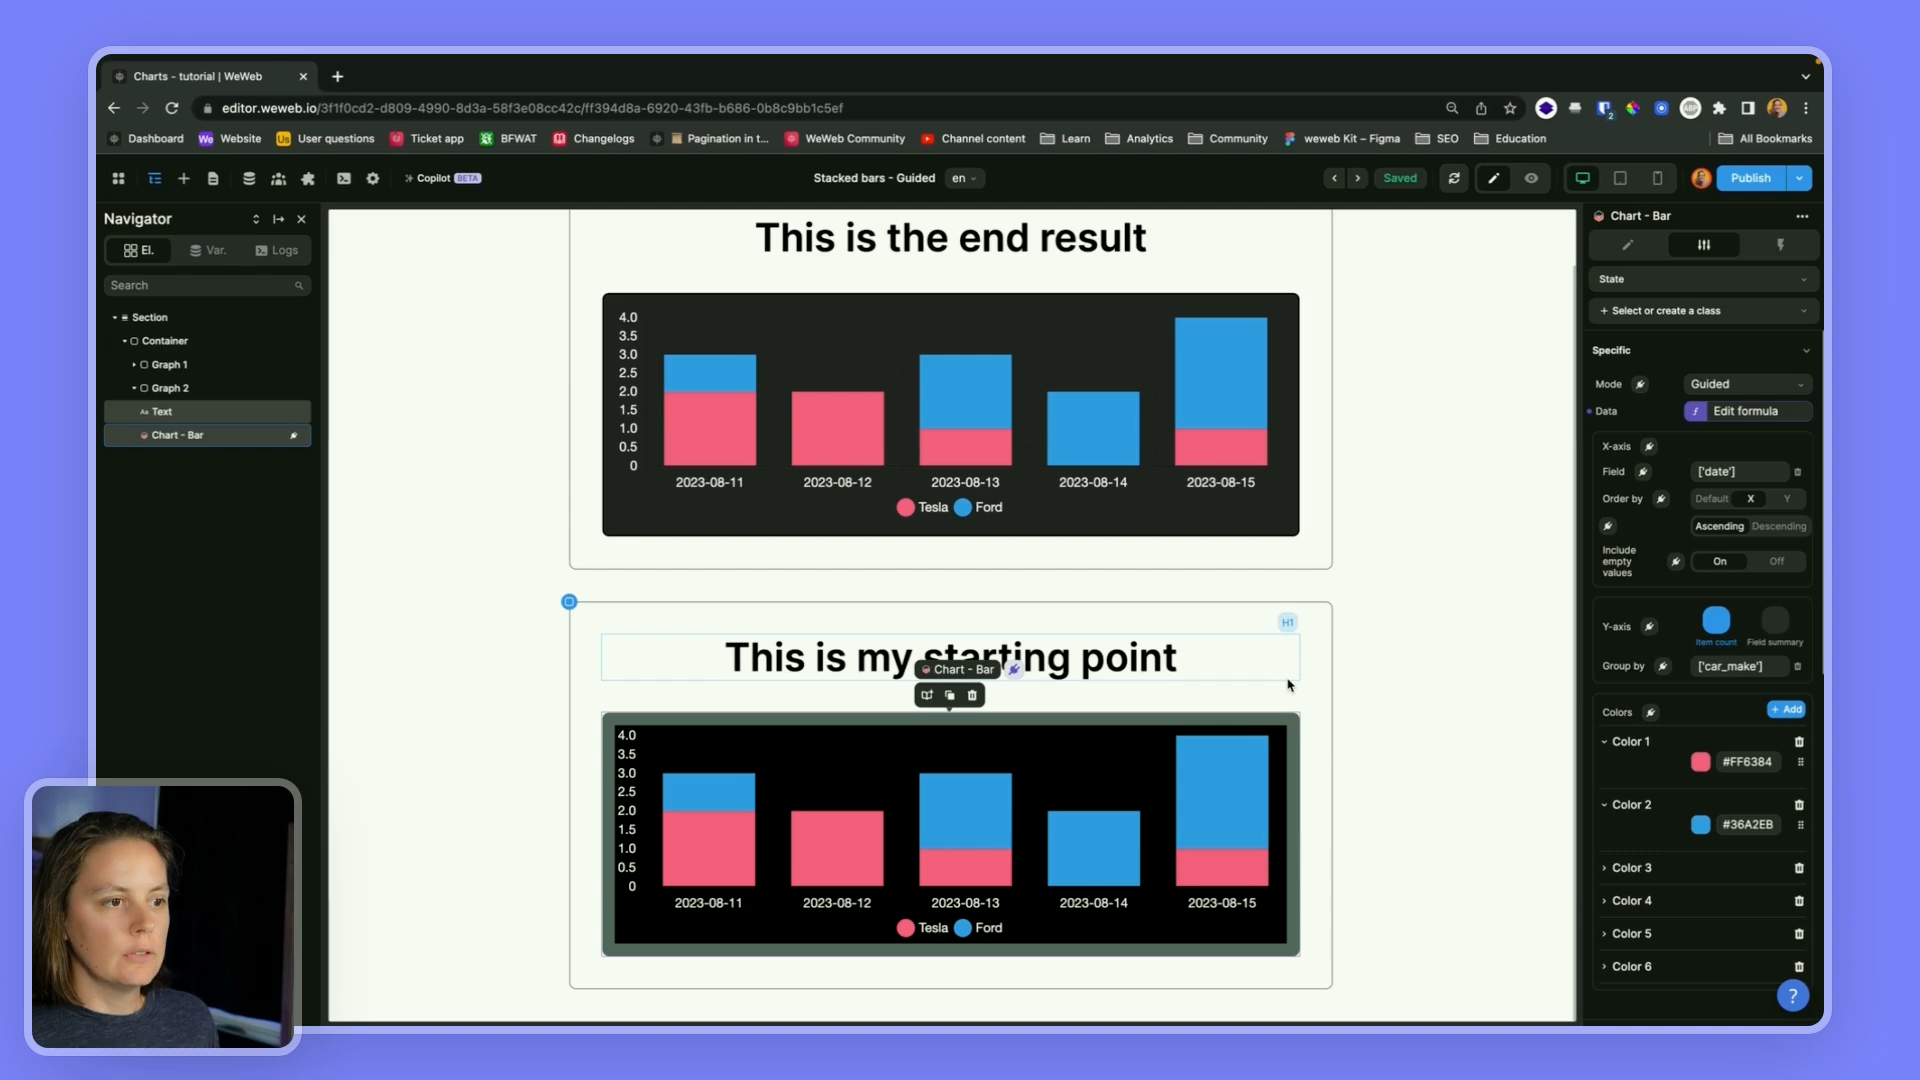 Charts - tutorial | WeWeb
editor.weweb.io/3f1f0cd2-d809-4990-8d3a-58f3e08cc42c/ff394d8a-6920-43fb-b686-0b8c9bb1c5ef
2
ABP
Dashboard
We Website
Us User questions
Ticket app
BFWAT
Changelogs
Pagination in t...
WeWeb Community
Channel content
Learn
Analytics
Community
weweb Kit – Figma
SEO
Education
All Bookmarks
Copilot BETA
Stacked bars - Guided
en
Saved
Publish
Navigator
El.
Var.
Logs
Search
Section
Container
Graph 1
Graph 2
Aa Text
Chart - Bar
This is the end result
4.0
3.5
3.0
2.5
2.0
1.5
1.0
0.5
0
2023-08-11 2023-08-12 2023-08-13 2023-08-14 2023-08-15
Tesla Ford
H1
This is my starting point
Chart - Bar
4.0
3.5
3.0
2.5
2.0
1.5
1.0
0.5
0
2023-08-11 2023-08-12 2023-08-13 2023-08-14 2023-08-15
Tesla Ford
Chart - Bar
State
+ Select or create a class
Specific
Mode Guided
Data f Edit formula
X-axis
Field ['date']
Order by Default X Y
Ascending Descending
Include empty values On Off
Y-axis
Item count Field summary
Group by ['car_make']
Colors + Add
Color 1
#FF6384
Color 2
#36A2EB
Color 3
Color 4
Color 5
Color 6
?